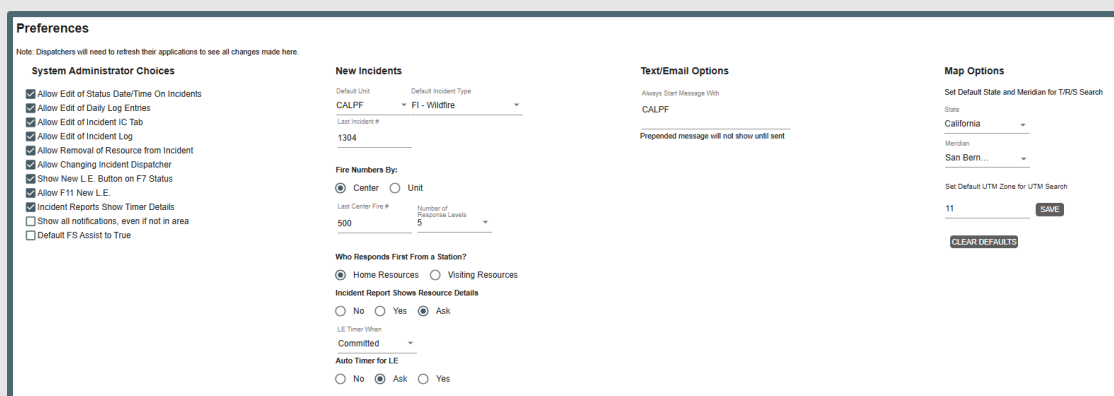 Preferences
Note: Dispatchers will need to refresh their applications to see all changes made here.
System Administrator Choices
Allow Edit of Status Date/Time On Incidents
Allow Edit of Daily Log Entries
Allow Edit of Incident IC Tab
Allow Edit of Incident Log
Allow Removal of Resource from Incident
Allow Changing Incident Dispatcher
Show New L.E. Button on F7 Status
Allow F11 New L.E.
Incident Reports Show Timer Details
Show all notifications, even if not in area
Default FS Assist to True
New Incidents
Default Unit Default Incident Type
CALPF FI - Wildfire
Last Incident #
1304
Fire Numbers By:
Center Unit
Last Center Fire # Number of Response Levels
500 5
Who Responds First From a Station?
Home Resources Visiting Resources
Incident Report Shows Resource Details
No Yes Ask
LE Timer When
Committed
Auto Timer for LE
No Ask Yes
Text/Email Options
Always Start Message With
CALPF
Prepended message will not show until sent
Map Options
Set Default State and Meridian for T/R/S Search
State
California
Meridian
San Bern...
Set Default UTM Zone for UTM Search
11 SAVE
CLEAR DEFAULTS